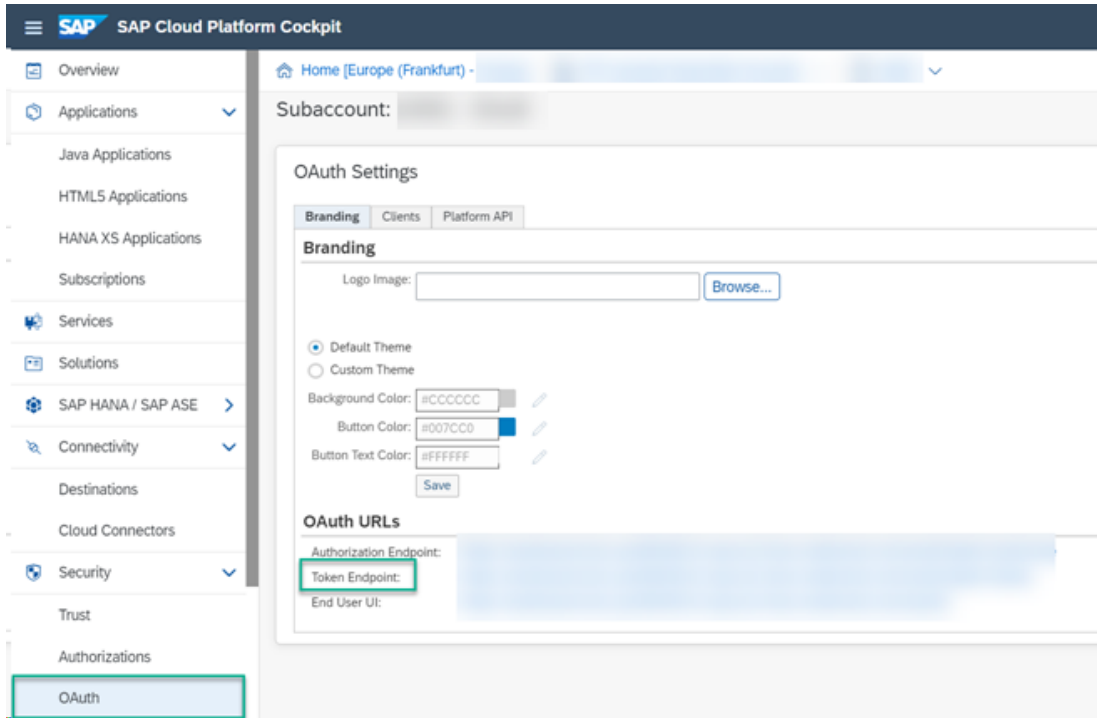 SAP SAP Cloud Platform Cockpit
Overview
Applications
Java Applications
HTML5 Applications
HANA XS Applications
Subscriptions
Services
Solutions
SAP HANA / SAP ASE
Connectivity
Destinations
Cloud Connectors
Security
Trust
Authorizations
OAuth
Home [Europe (Frankfurt) -
Subaccount:
OAuth Settings
Branding Clients Platform API
Branding
Logo Image: Browse...
Default Theme
Custom Theme
Background Color: #CCCCCC
Button Color: #007CC0
Button Text Color: #FFFFFF
Save
OAuth URLs
Authorization Endpoint:
Token Endpoint:
End User UI: